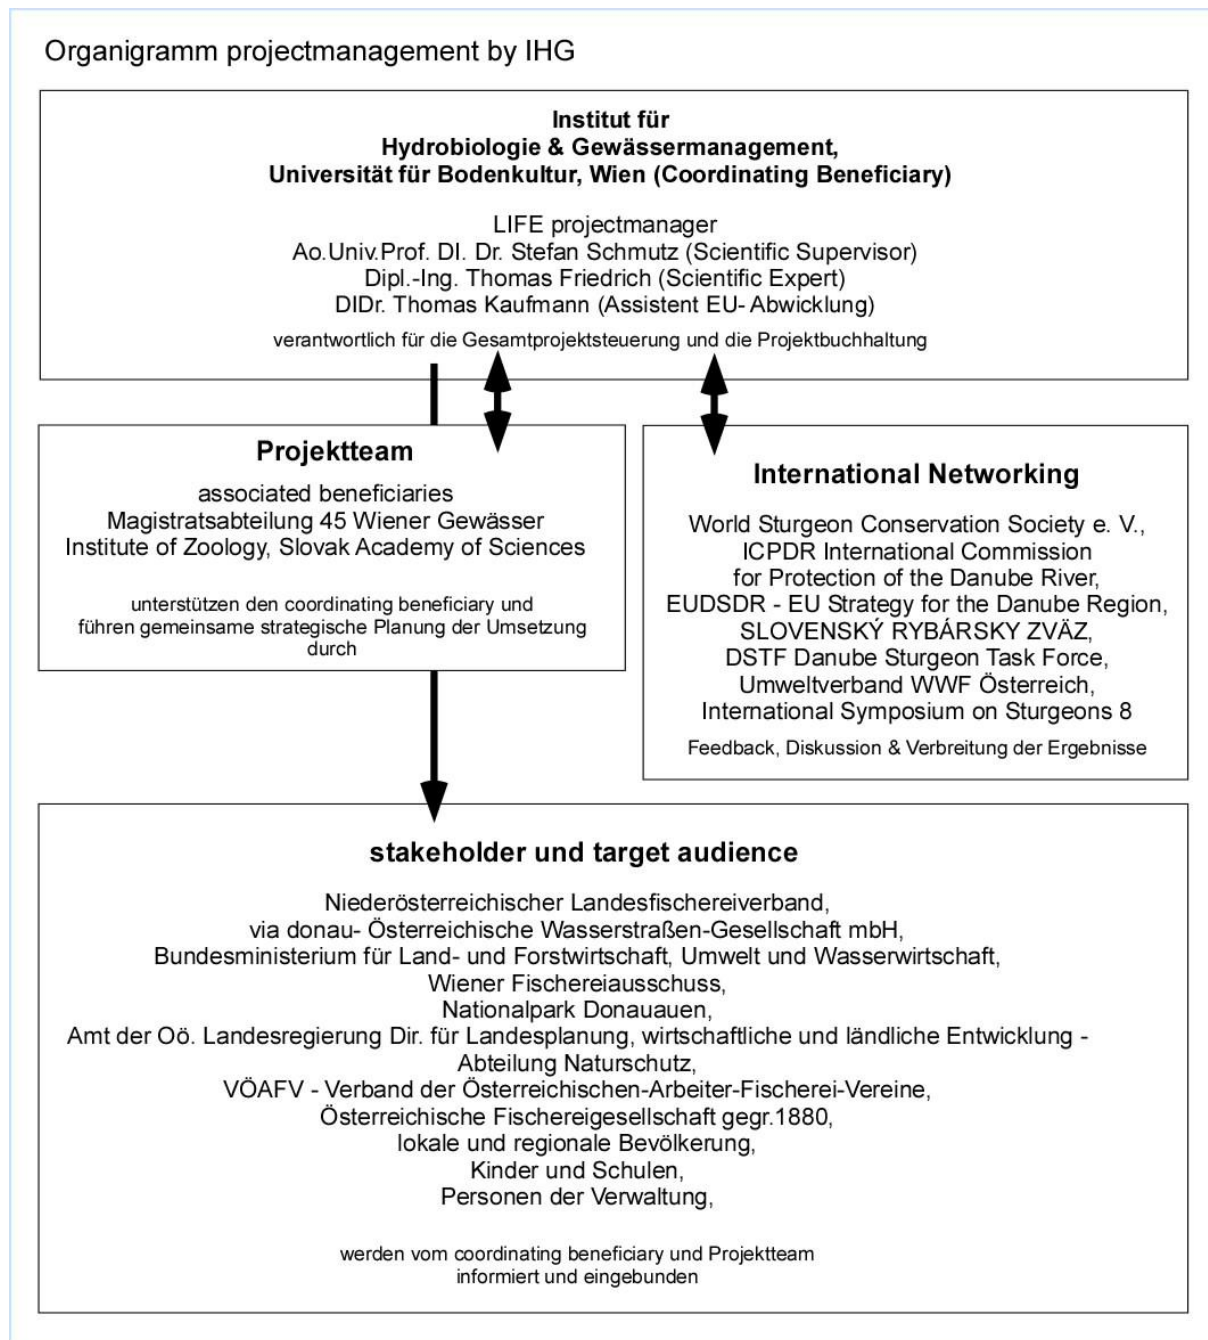 Organigramm projectmanagement by IHG
Institut für
Hydrobiologie & Gewässermanagement,
Universität für Bodenkultur, Wien (Coordinating Beneficiary)
LIFE projectmanager
Ao.Univ.Prof. DI. Dr. Stefan Schmutz (Scientific Supervisor)
Dipl.-Ing. Thomas Friedrich (Scientific Expert)
DIDr. Thomas Kaufmann (Assistent EU- Abwicklung)
verantwortlich für die Gesamtprojektsteuerung und die Projektbuchhaltung
Projektteam
associated beneficiaries
Magistratsabteilung 45 Wiener Gewässer
Institute of Zoology, Slovak Academy of Sciences
unterstützen den coordinating beneficiary und
führen gemeinsame strategische Planung der Umsetzung
durch
International Networking
World Sturgeon Conservation Society e. V.,
ICPDR International Commission
for Protection of the Danube River,
EUDSDR - EU Strategy for the Danube Region,
SLOVENSKÝ RYBÁRSKY ZVÄZ,
DSTF Danube Sturgeon Task Force,
Umweltverband WWF Österreich,
International Symposium on Sturgeons 8
Feedback, Diskussion & Verbreitung der Ergebnisse
stakeholder und target audience
Niederösterreichischer Landesfischereiverband,
via donau- Österreichische Wasserstraßen-Gesellschaft mbH,
Bundesministerium für Land- und Forstwirtschaft, Umwelt und Wasserwirtschaft,
Wiener Fischereiausschuss,
Nationalpark Donauauen,
Amt der Oö. Landesregierung Dir. für Landesplanung, wirtschaftliche und ländliche Entwicklung -
Abteilung Naturschutz,
VÖAFV - Verband der Österreichischen-Arbeiter-Fischerei-Vereine,
Österreichische Fischereigesellschaft gegr.1880,
lokale und regionale Bevölkerung,
Kinder und Schulen,
Personen der Verwaltung,
werden vom coordinating beneficiary und Projektteam
informiert und eingebunden